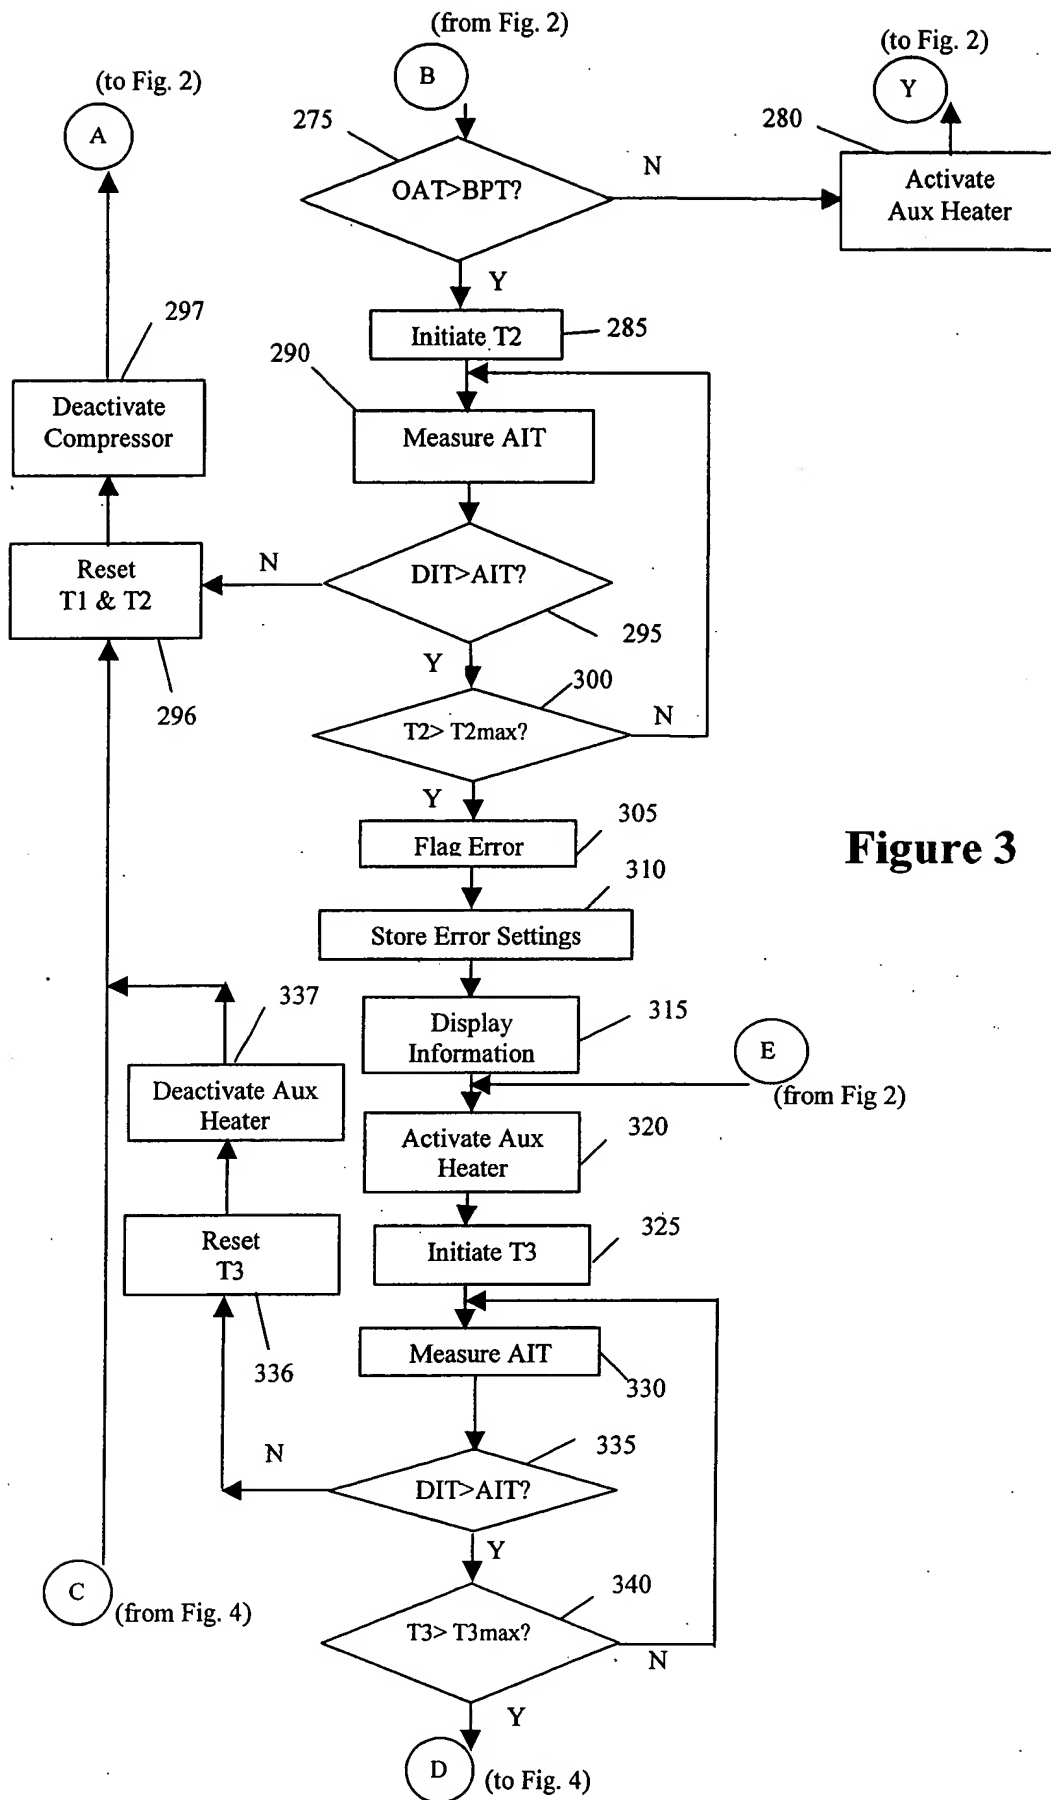 (from Fig. 2)
(to Fig. 2)
(to Fig. 2)
B
Y
A
275
280
OAT>BPT?
N
Activate
Aux Heater
Y
297
Initiate T2
285
290
Deactivate
Compressor
Measure AIT
Reset
T1 & T2
N
DIT>AIT?
295
Y
300
296
T2> T2max?
N
Y
305
Flag Error
Figure 3
310
Store Error Settings
337
Display
Information
315
E
(from Fig 2)
Deactivate Aux
Heater
Activate Aux
Heater
320
Reset
T3
Initiate T3
325
Measure AIT
336
330
335
N
DIT>AIT?
Y
340
C
(from Fig. 4)
T3> T3max?
N
Y
D
(to Fig. 4)